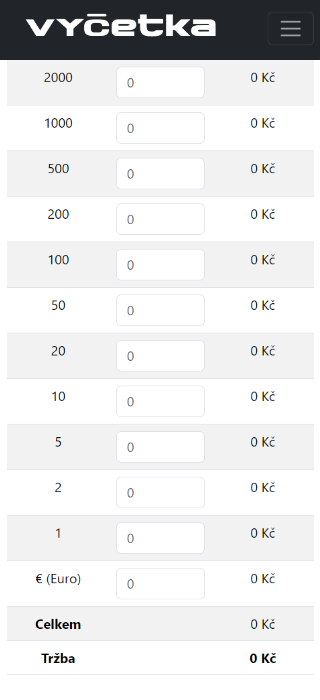 vyčetka
2000 0 0 Kč
1000 0 0 Kč
500 0 0 Kč
200 0 0 Kč
100 0 0 Kč
50 0 0 Kč
20 0 0 Kč
10 0 0 Kč
5 0 0 Kč
2 0 0 Kč
1 0 0 Kč
€ (Euro) 0 0 Kč
Celkem 0 Kč
Tržba 0 Kč